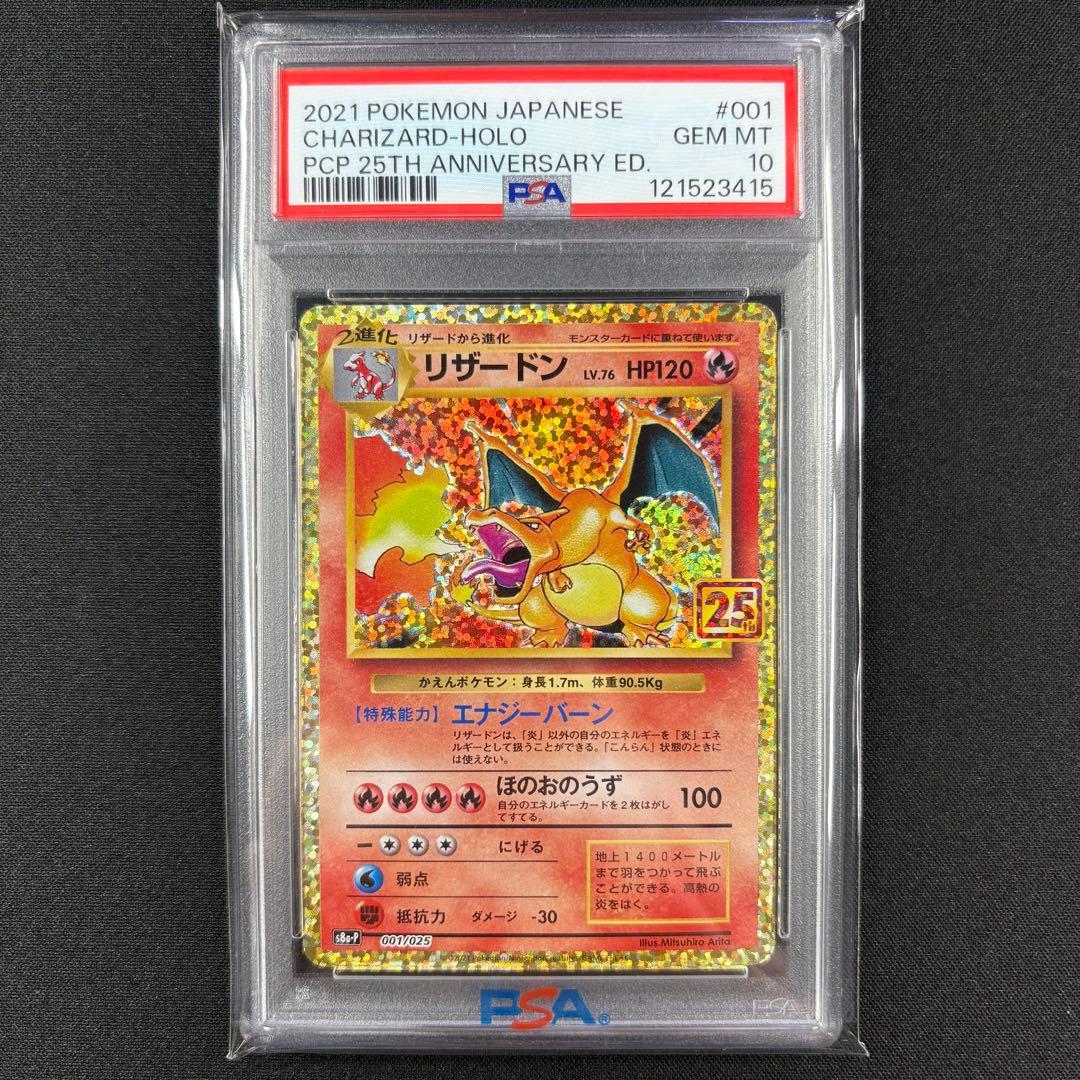 2021 POKEMON JAPANESE #001
CHARIZARD-HOLO GEM MT
PCP 25TH ANNIVERSARY ED. 10
PSA 121523415
2進化 リザードから進化 モンスターカードに重ねて使います。
リザードン LV.76 HP120
25th
かえんポケモン:身長1.7m、体重90.5Kg
【特殊能力】 エナジーバーン
リザードンは、「炎」以外の自分のエネルギーを「炎」エネ
ルギーとして扱うことができる。「こんらん」状態のときに
は使えない。
ほのおのうず 100
自分のエネルギーカードを2枚はがし
てすてる。
ー にげる
弱点
抵抗力 ダメージ -30
地上1400メートル
まで羽をつかって飛ぶ
ことができる。高熱の
炎をはく。
Illus.Mitsuhiro Arita
s8a-P 001/025
PSA®
PSA